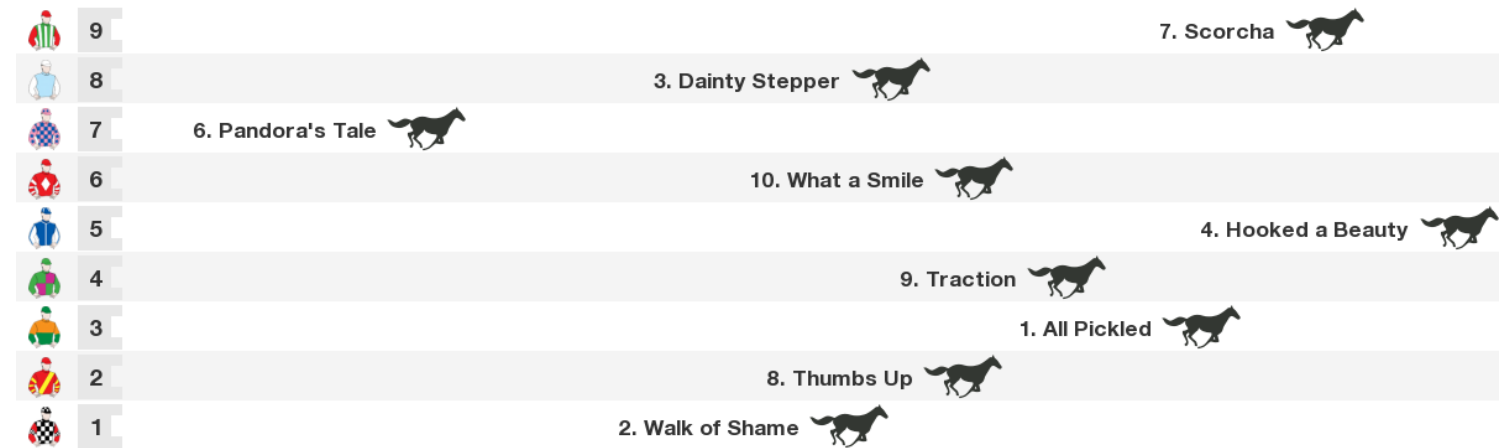 9 7. Scorcha
8 3. Dainty Stepper
7 6. Pandora's Tale
6 10. What a Smile
5 4. Hooked a Beauty
4 9. Traction
3 1. All Pickled
2 8. Thumbs Up
1 2. Walk of Shame